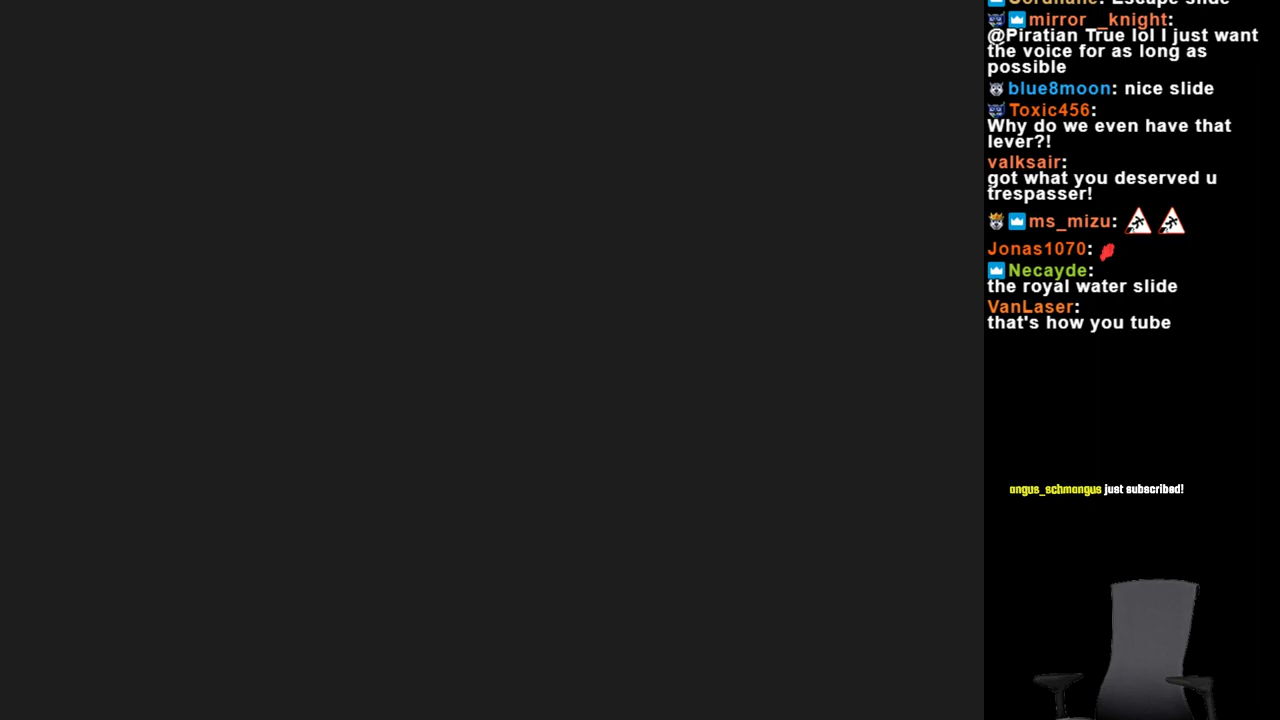 mirror__knight:
@Piratian True lol I just want
the voice for as long as
possible
blue8moon: nice slide
Toxic456:
Why do we even have that
lever?!
valksair:
got what you deserved u
trespasser!
ms_mizu:
Jonas1070:
Necayde:
the royal water slide
VanLaser:
that's how you tube
angus_schmangus just subscribed!